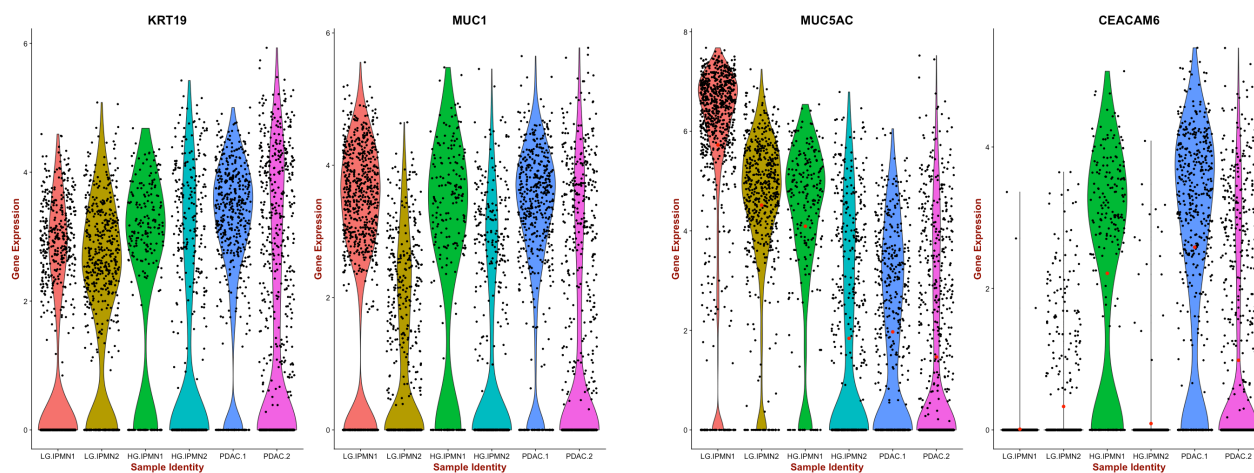 KRT19
MUC1
MUC5AC
CEACAM6
Gene Expression
6
4
2
0
LG.IPMN1 LG.IPMN2 HG.IPMN1 HG.IPMN2 PDAC.1 PDAC.2
Sample Identity
Gene Expression
6
4
2
0
LG.IPMN1 LG.IPMN2 HG.IPMN1 HG.IPMN2 PDAC.1 PDAC.2
Sample Identity
Gene Expression
8
6
4
2
0
LG.IPMN1 LG.IPMN2 HG.IPMN1 HG.IPMN2 PDAC.1 PDAC.2
Sample Identity
Gene Expression
4
2
0
LG.IPMN1 LG.IPMN2 HG.IPMN1 HG.IPMN2 PDAC.1 PDAC.2
Sample Identity